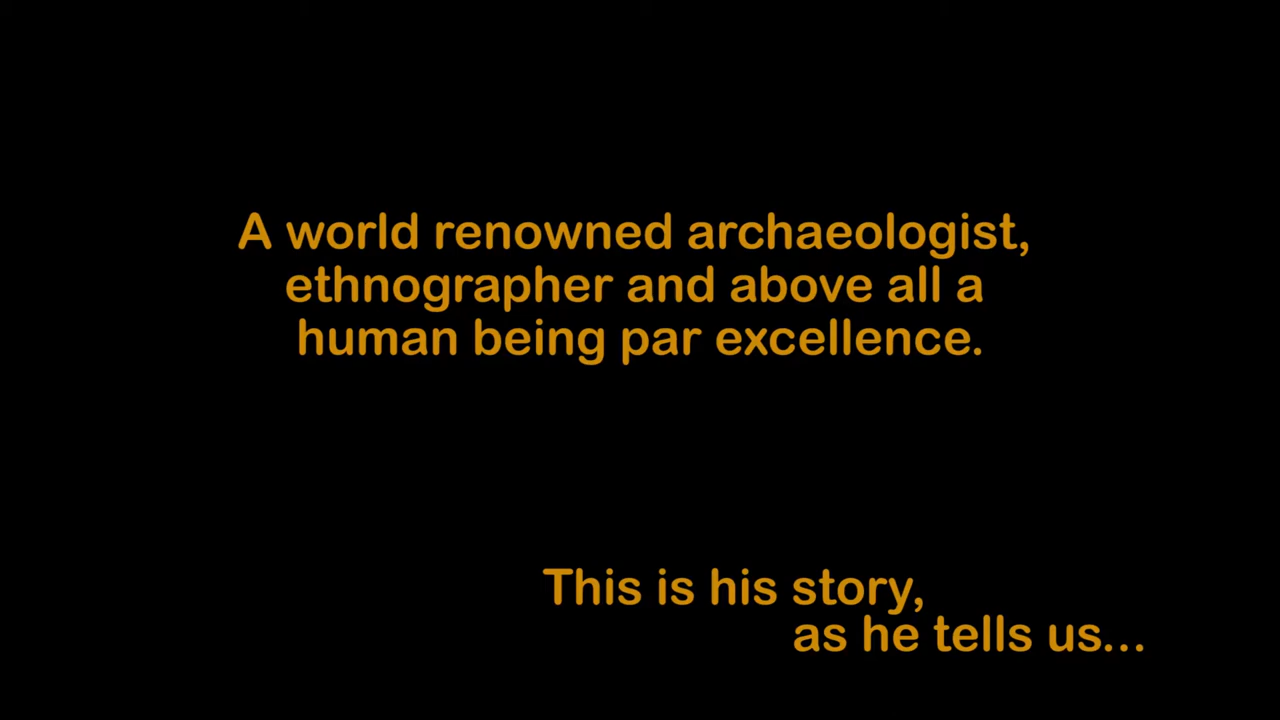 A world renowned archaeologist,
ethnographer and above all a
human being par excellence.
This is his story,
as he tells us...